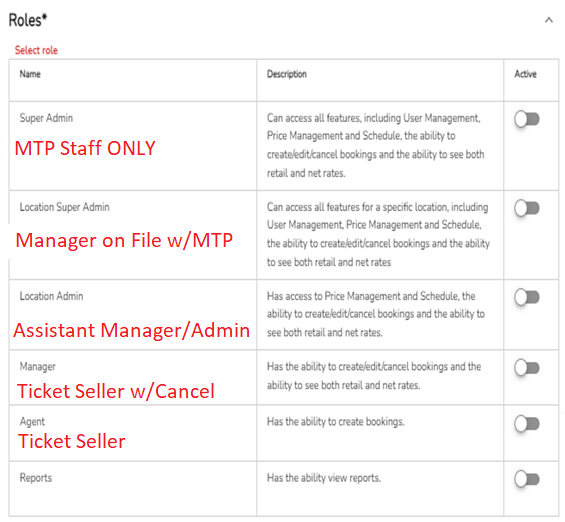 Roles*
Select role
Name Description Active
Super Admin
MTP Staff ONLY
Can access all features, including User Management,
Price Management and Schedule, the ability to
create/edit/cancel bookings and the ability to see both
retail and net rates.
Location Super Admin
Manager on File w/MTP
Can access all features for a specific location, including
User Management, Price Management and Schedule,
the ability to create/edit/cancel bookings and the ability
to see both retail and net rates
Location Admin
Assistant Manager/Admin
Has access to Price Management and Schedule, the
ability to create/edit/cancel bookings and the ability to
see both retail and net rates.
Manager
Ticket Seller w/Cancel
Has the ability to create/edit/cancel bookings and the
ability to see both retail and net rates.
Agent
Ticket Seller
Has the ability to create bookings.
Reports
Has the ability view reports.